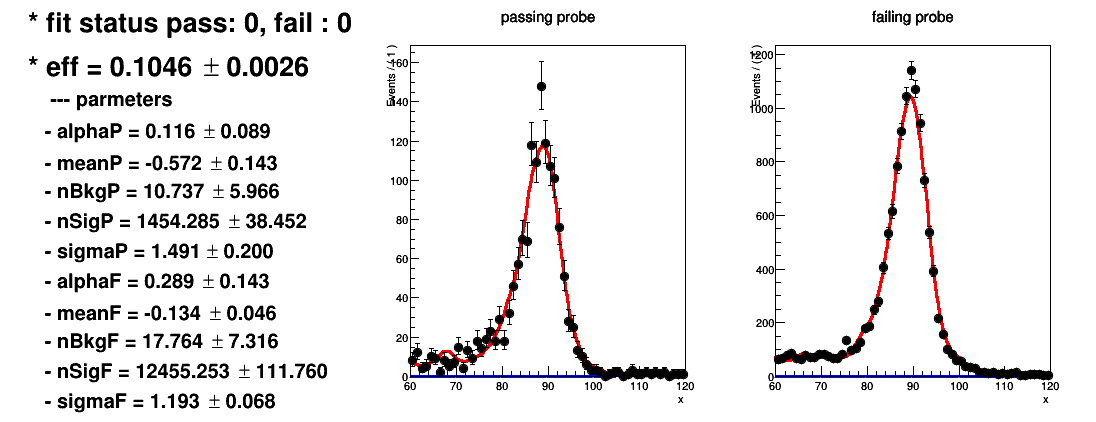 * fit status pass: 0, fail : 0
* eff = 0.1046 ± 0.0026
--- parmeters
- alphaP = 0.116 ± 0.089
- meanP = -0.572 ± 0.143
- nBkgP = 10.737 ± 5.966
- nSigP = 1454.285 ± 38.452
- sigmaP = 1.491 ± 0.200
- alphaF = 0.289 ± 0.143
- meanF = -0.134 ± 0.046
- nBkgF = 17.764 ± 7.316
- nSigF = 12455.253 ± 111.760
- sigmaF = 1.193 ± 0.068
passing probe
Events / ( 1 )
160
140
120
100
80
60
40
20
0
60 70 80 90 100 110 120
x
failing probe
Events / (
1200
1000
800
600
400
200
0
60 70 80 90 100 110 120
x